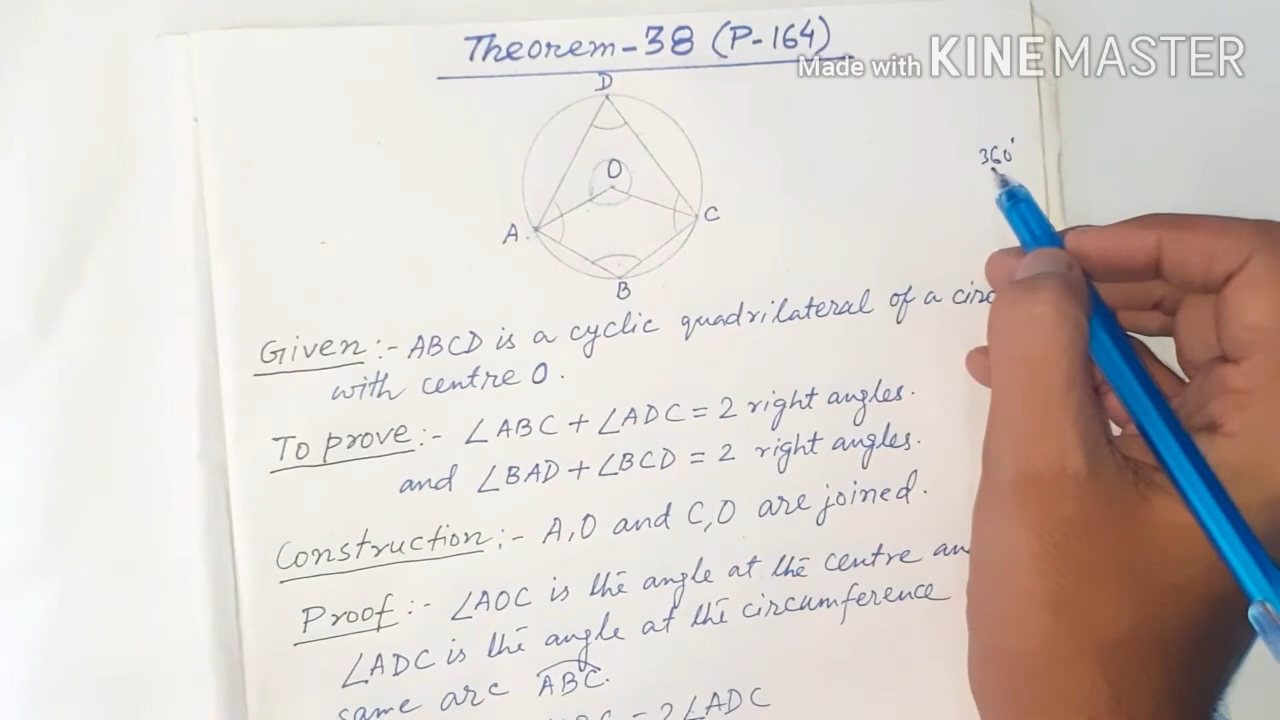 Theorem-38 (P-164)
Made with KINEMASTER
D
360°
O
A
C
B
Given:- ABCD is a cyclic quadrilateral of a
with centre O.
To prove:- ∠ABC + ∠ADC = 2 right angles.
and ∠BAD + ∠BCD = 2 right angles.
Construction:- A,O and C,O are joined.
Proof:- ∠AOC is the angle at the centre
∠ADC is the angle at the circumference
same arc ABC.
= 2∠ADC